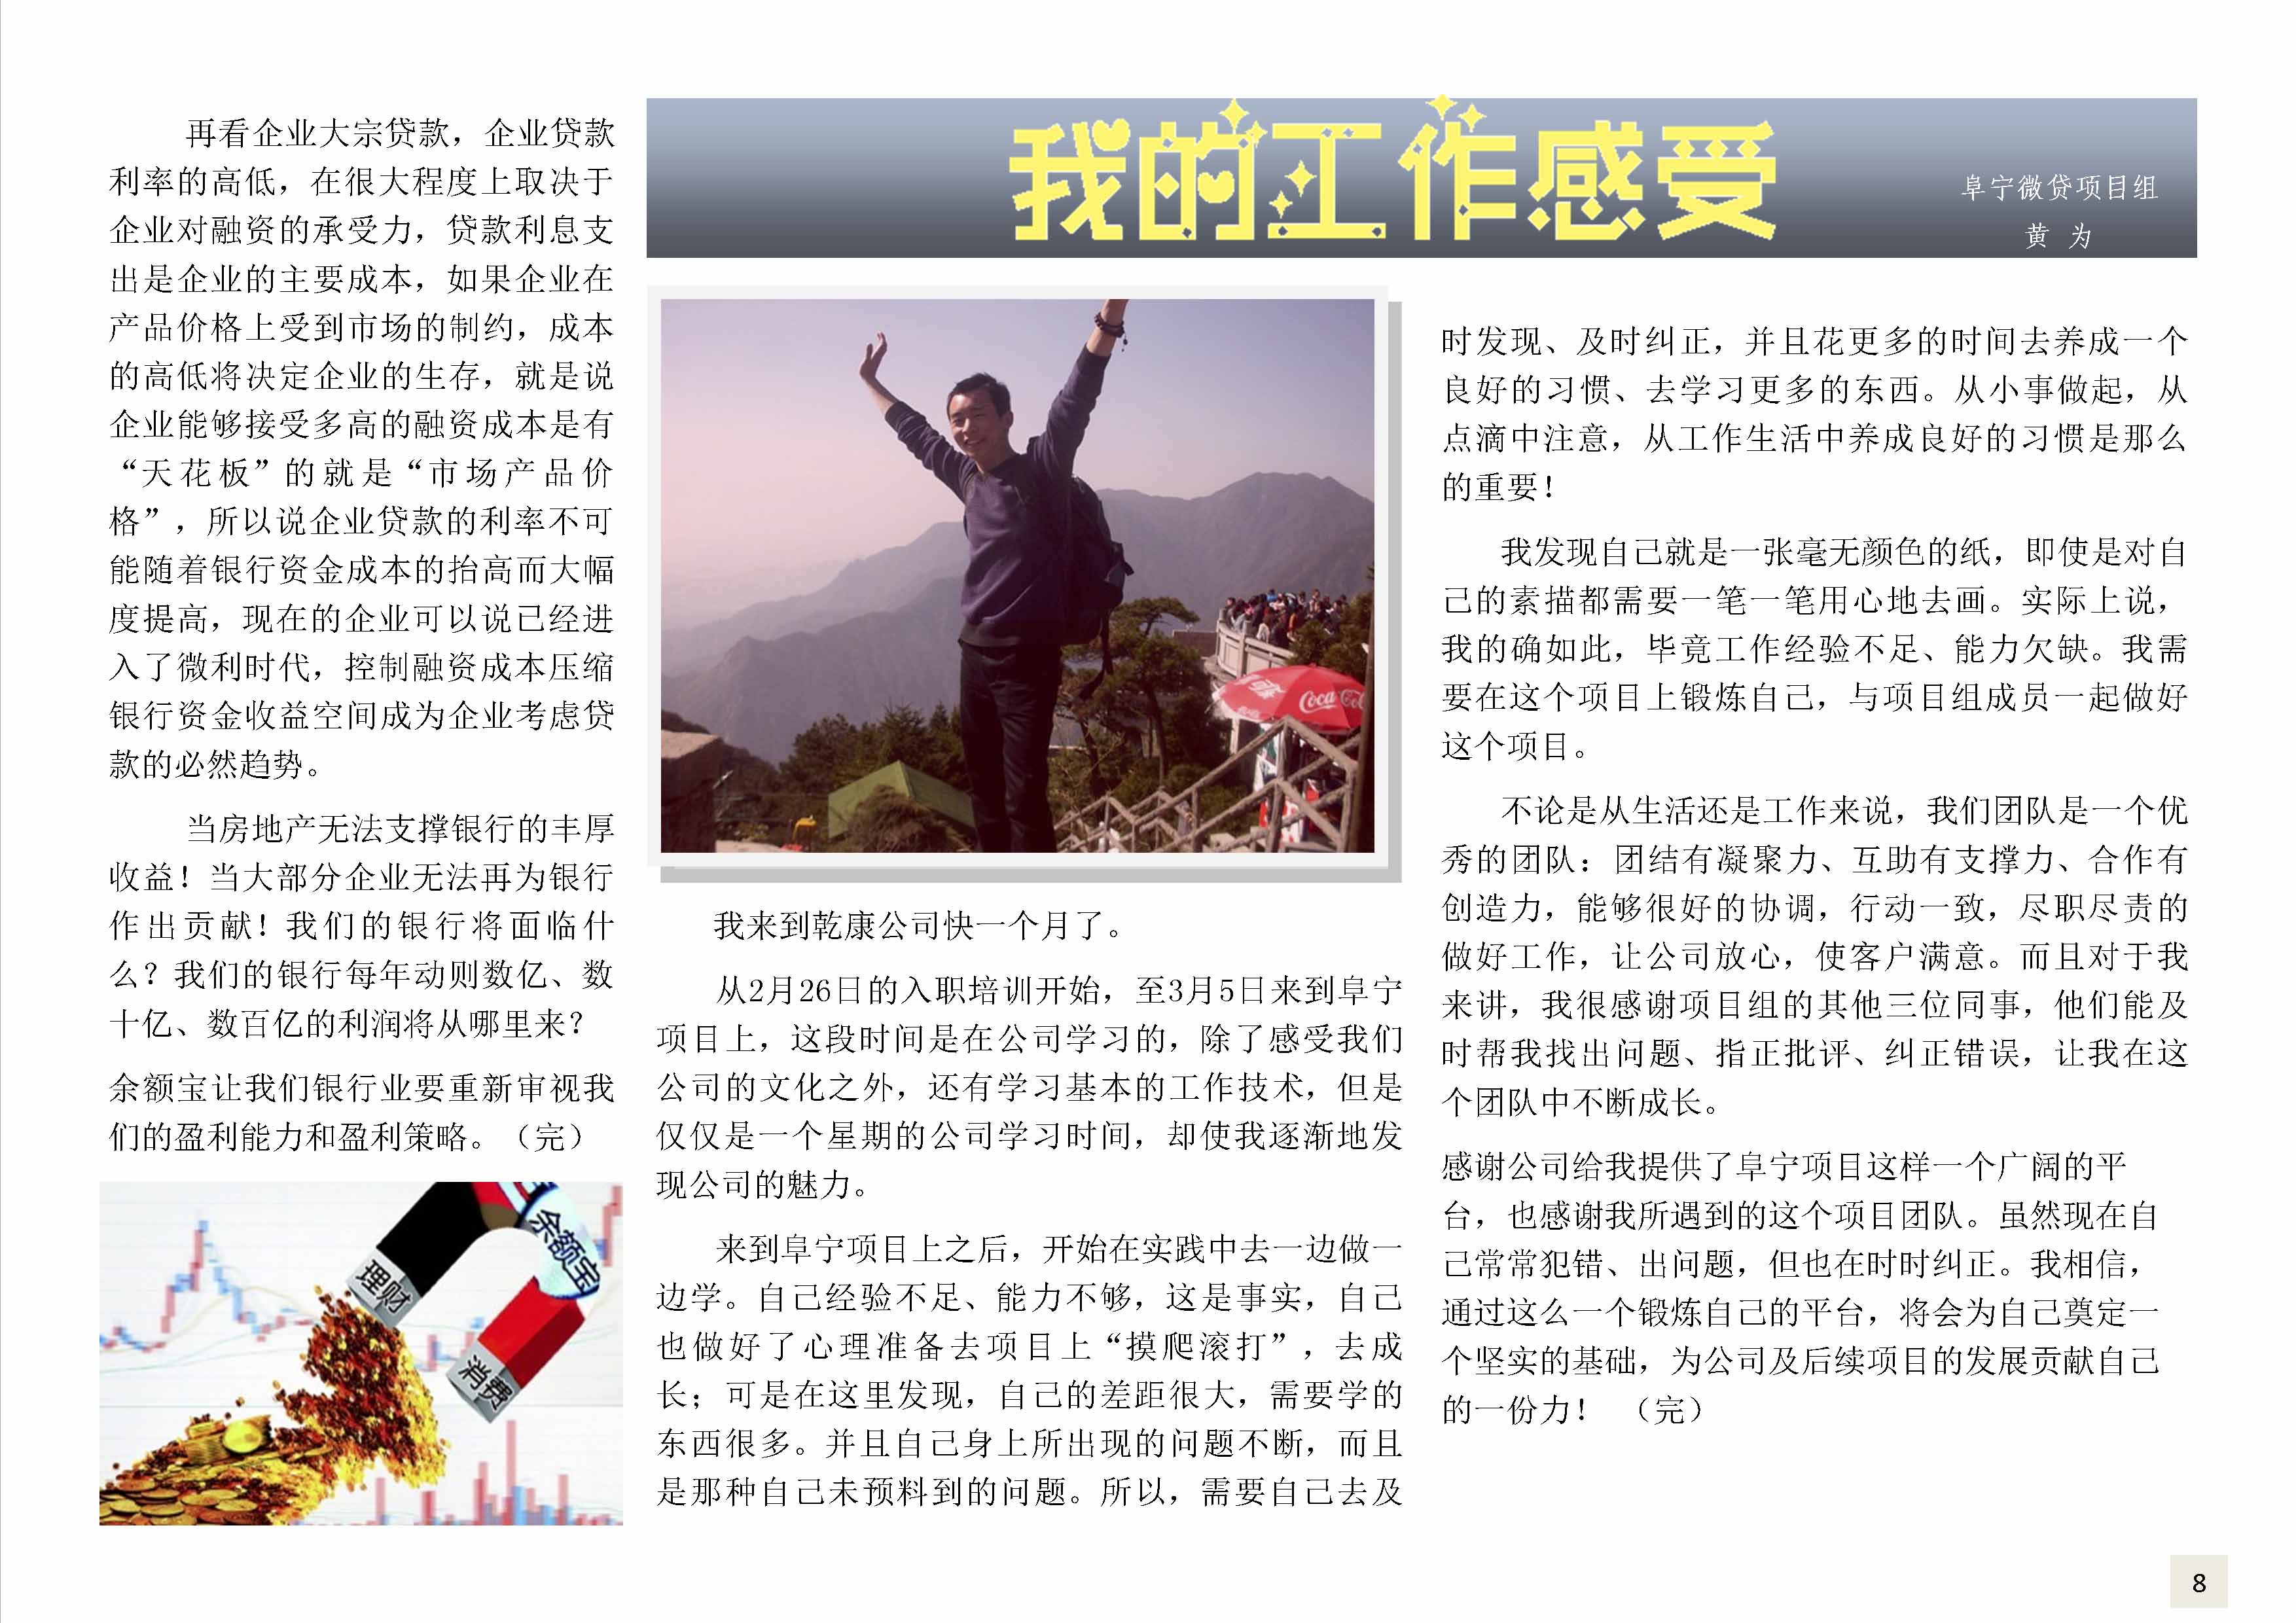 再看企业大宗贷款，企业贷款
利率的高低，在很大程度上取决于
企业对融资的承受力，贷款利息支
出是企业的主要成本，如果企业在
产品价格上受到市场的制约，成本
的高低将决定企业的生存，就是说
企业能够接受多高的融资成本是有
“天花板”的就是“市场产品价
格”，所以说企业贷款的利率不可
能随着银行资金成本的抬高而大幅
度提高，现在的企业可以说已经进
入了微利时代，控制融资成本压缩
银行资金收益空间成为企业考虑贷
款的必然趋势。
当房地产无法支撑银行的丰厚
收益！当大部分企业无法再为银行
作出贡献！我们的银行将面临什
么？我们的银行每年动则数亿、数
十亿、数百亿的利润将从哪里来？
余额宝让我们银行业要重新审视我
们的盈利能力和盈利策略。（完）
余额宝
理财
消费
我的工作感受
阜宁微贷项目组
黄 为
Coca Co
我来到乾康公司快一个月了。
从2月26日的入职培训开始，至3月5日来到阜宁
项目上，这段时间是在公司学习的，除了感受我们
公司的文化之外，还有学习基本的工作技术，但是
仅仅是一个星期的公司学习时间，却使我逐渐地发
现公司的魅力。
来到阜宁项目上之后，开始在实践中去一边做一
边学。自己经验不足、能力不够，这是事实，自己
也做好了心理准备去项目上“摸爬滚打”，去成
长；可是在这里发现，自己的差距很大，需要学的
东西很多。并且自己身上所出现的问题不断，而且
是那种自己未预料到的问题。所以，需要自己去及
时发现、及时纠正，并且花更多的时间去养成一个
良好的习惯、去学习更多的东西。从小事做起，从
点滴中注意，从工作生活中养成良好的习惯是那么
的重要！
我发现自己就是一张毫无颜色的纸，即使是对自
己的素描都需要一笔一笔用心地去画。实际上说，
我的确如此，毕竟工作经验不足、能力欠缺。我需
要在这个项目上锻炼自己，与项目组成员一起做好
这个项目。
不论是从生活还是工作来说，我们团队是一个优
秀的团队：团结有凝聚力、互助有支撑力、合作有
创造力，能够很好的协调，行动一致，尽职尽责的
做好工作，让公司放心，使客户满意。而且对于我
来讲，我很感谢项目组的其他三位同事，他们能及
时帮我找出问题、指正批评、纠正错误，让我在这
个团队中不断成长。
感谢公司给我提供了阜宁项目这样一个广阔的平
台，也感谢我所遇到的这个项目团队。虽然现在自
己常常犯错、出问题，但也在时时纠正。我相信，
通过这么一个锻炼自己的平台，将会为自己奠定一
个坚实的基础，为公司及后续项目的发展贡献自己
的一份力！ （完）
8